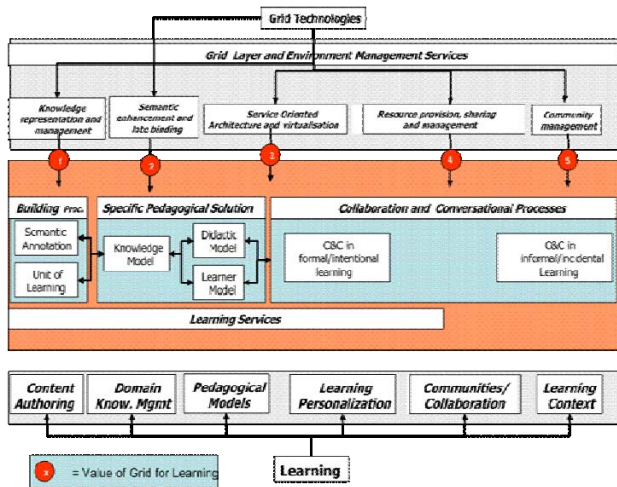 Grid Technologies
Grid Layer and Environment Management Services
Knowledge
representation and
management
Semantic
enhancement and
late binding
Service Oriented
Architecture and virtualisation
Resource provision, sharing
and management
Community
management
1
2
3
4
5
Building Proc.
Specific Pedagogical Solution
Collaboration and Conversational Processes
Semantic
Annotation
Unit of
Learning
Knowledge
Model
Didactic
Model
Learner
Model
C&C in
formal/intentional
learning
C&C in
informal/incidental
Learning
Learning Services
Content
Authoring
Domain
Know. Mgmt
Pedagogical
Models
Learning
Personalization
Communities/
Collaboration
Learning
Context
Learning
x = Value of Grid for Learning